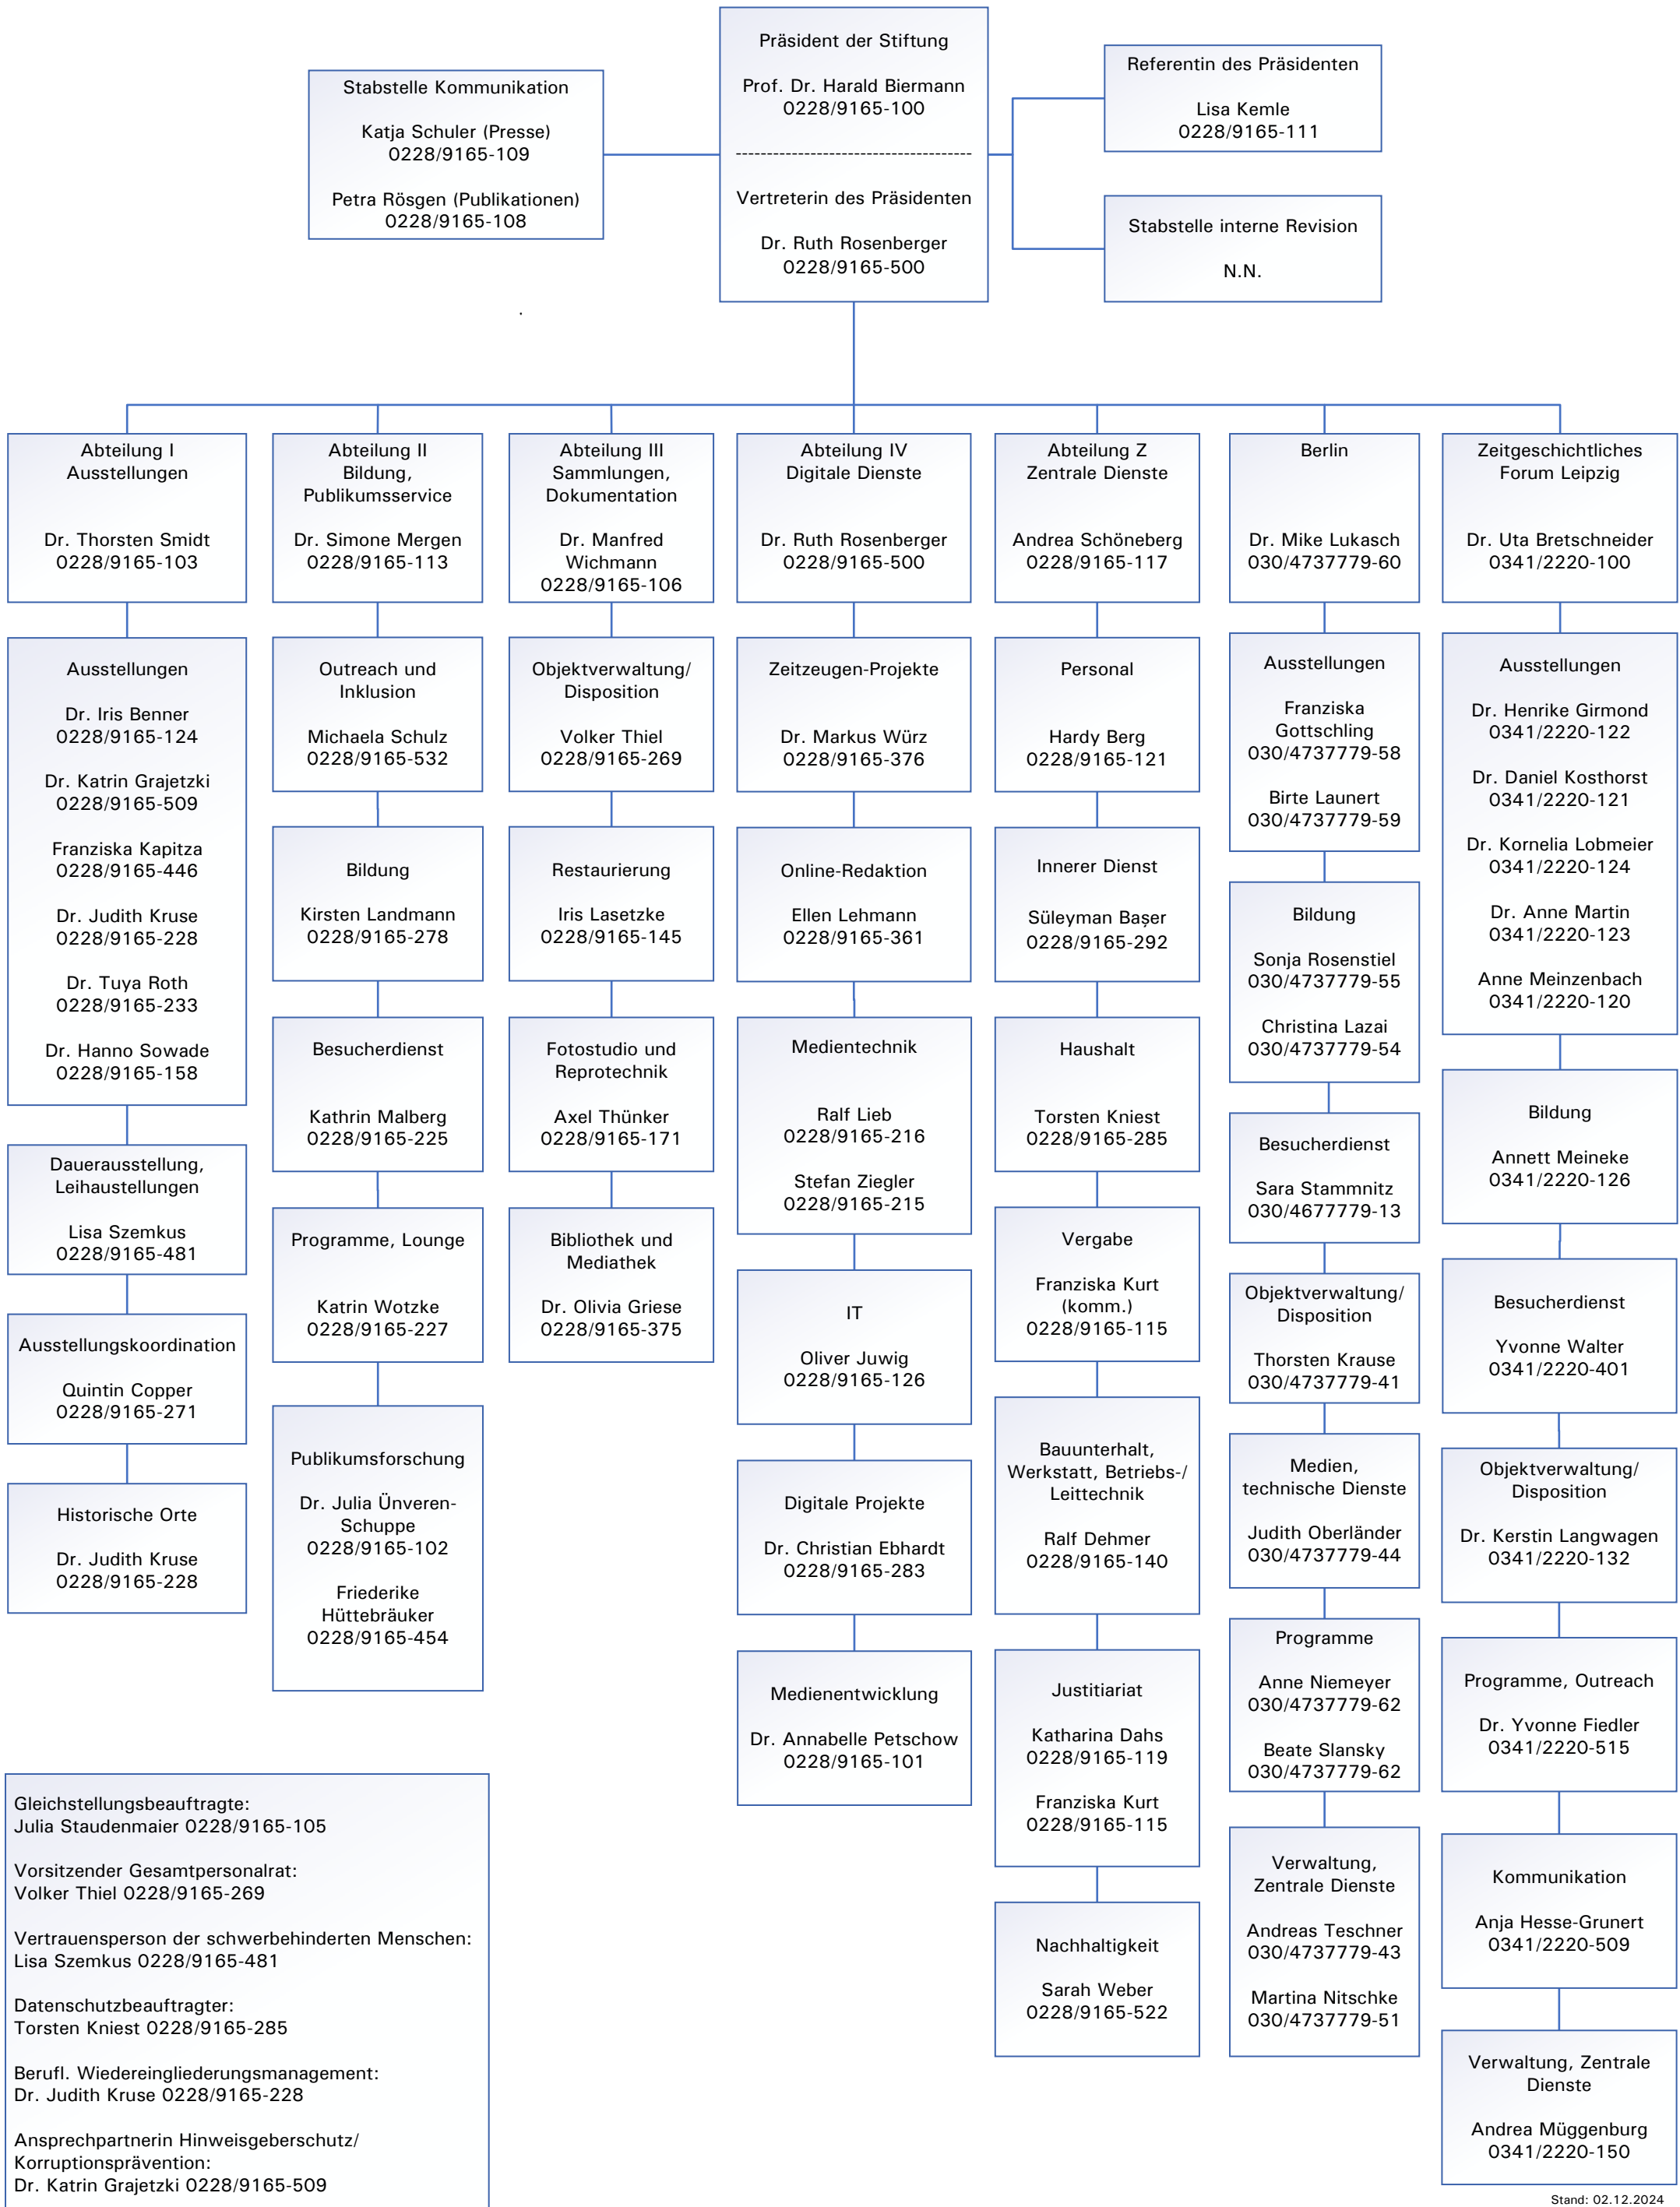 Präsident der Stiftung
Prof. Dr. Harald Biermann
0228/9165-100
--------------------------------------
Vertreterin des Präsidenten
Dr. Ruth Rosenberger
0228/9165-500
Stabstelle Kommunikation
Katja Schuler (Presse)
0228/9165-109
Petra Rösgen (Publikationen)
0228/9165-108
Referentin des Präsidenten
Lisa Kemle
0228/9165-111
Stabstelle interne Revision
N.N.
.
Abteilung I
Ausstellungen
Dr. Thorsten Smidt
0228/9165-103
Ausstellungen
Dr. Iris Benner
0228/9165-124
Dr. Katrin Grajetzki
0228/9165-509
Franziska Kapitza
0228/9165-446
Dr. Judith Kruse
0228/9165-228
Dr. Tuya Roth
0228/9165-233
Dr. Hanno Sowade
0228/9165-158
Dauerausstellung,
Leihaustellungen
Lisa Szemkus
0228/9165-481
Ausstellungskoordination
Quintin Copper
0228/9165-271
Historische Orte
Dr. Judith Kruse
0228/9165-228
Abteilung II
Bildung,
Publikumsservice
Dr. Simone Mergen
0228/9165-113
Outreach und
Inklusion
Michaela Schulz
0228/9165-532
Bildung
Kirsten Landmann
0228/9165-278
Besucherdienst
Kathrin Malberg
0228/9165-225
Programme, Lounge
Katrin Wotzke
0228/9165-227
Publikumsforschung
Dr. Julia Ünveren-
Schuppe
0228/9165-102
Friederike
Hüttebräuker
0228/9165-454
Abteilung III
Sammlungen,
Dokumentation
Dr. Manfred
Wichmann
0228/9165-106
Objektverwaltung/
Disposition
Volker Thiel
0228/9165-269
Restaurierung
Iris Lasetzke
0228/9165-145
Fotostudio und
Reprotechnik
Axel Thünker
0228/9165-171
Bibliothek und
Mediathek
Dr. Olivia Griese
0228/9165-375
Abteilung IV
Digitale Dienste
Dr. Ruth Rosenberger
0228/9165-500
Zeitzeugen-Projekte
Dr. Markus Würz
0228/9165-376
Online-Redaktion
Ellen Lehmann
0228/9165-361
Medientechnik
Ralf Lieb
0228/9165-216
Stefan Ziegler
0228/9165-215
IT
Oliver Juwig
0228/9165-126
Digitale Projekte
Dr. Christian Ebhardt
0228/9165-283
Medienentwicklung
Dr. Annabelle Petschow
0228/9165-101
Abteilung Z
Zentrale Dienste
Andrea Schöneberg
0228/9165-117
Personal
Hardy Berg
0228/9165-121
Innerer Dienst
Süleyman Başer
0228/9165-292
Haushalt
Torsten Kniest
0228/9165-285
Vergabe
Franziska Kurt
(komm.)
0228/9165-115
Bauunterhalt,
Werkstatt, Betriebs-/
Leittechnik
Ralf Dehmer
0228/9165-140
Justitiariat
Katharina Dahs
0228/9165-119
Franziska Kurt
0228/9165-115
Nachhaltigkeit
Sarah Weber
0228/9165-522
Berlin
Dr. Mike Lukasch
030/4737779-60
Ausstellungen
Franziska
Gottschling
030/4737779-58
Birte Launert
030/4737779-59
Bildung
Sonja Rosenstiel
030/4737779-55
Christina Lazai
030/4737779-54
Besucherdienst
Sara Stammnitz
030/4677779-13
Objektverwaltung/
Disposition
Thorsten Krause
030/4737779-41
Medien,
technische Dienste
Judith Oberländer
030/4737779-44
Programme
Anne Niemeyer
030/4737779-62
Beate Slansky
030/4737779-62
Verwaltung,
Zentrale Dienste
Andreas Teschner
030/4737779-43
Martina Nitschke
030/4737779-51
Zeitgeschichtliches
Forum Leipzig
Dr. Uta Bretschneider
0341/2220-100
Ausstellungen
Dr. Henrike Girmond
0341/2220-122
Dr. Daniel Kosthorst
0341/2220-121
Dr. Kornelia Lobmeier
0341/2220-124
Dr. Anne Martin
0341/2220-123
Anne Meinzenbach
0341/2220-120
Bildung
Annett Meineke
0341/2220-126
Besucherdienst
Yvonne Walter
0341/2220-401
Objektverwaltung/
Disposition
Dr. Kerstin Langwagen
0341/2220-132
Programme, Outreach
Dr. Yvonne Fiedler
0341/2220-515
Kommunikation
Anja Hesse-Grunert
0341/2220-509
Verwaltung, Zentrale
Dienste
Andrea Müggenburg
0341/2220-150
Gleichstellungsbeauftragte:
Julia Staudenmaier 0228/9165-105
Vorsitzender Gesamtpersonalrat:
Volker Thiel 0228/9165-269
Vertrauensperson der schwerbehinderten Menschen:
Lisa Szemkus 0228/9165-481
Datenschutzbeauftragter:
Torsten Kniest 0228/9165-285
Berufl. Wiedereingliederungsmanagement:
Dr. Judith Kruse 0228/9165-228
Ansprechpartnerin Hinweisgeberschutz/
Korruptionsprävention:
Dr. Katrin Grajetzki 0228/9165-509
Stand: 02.12.2024